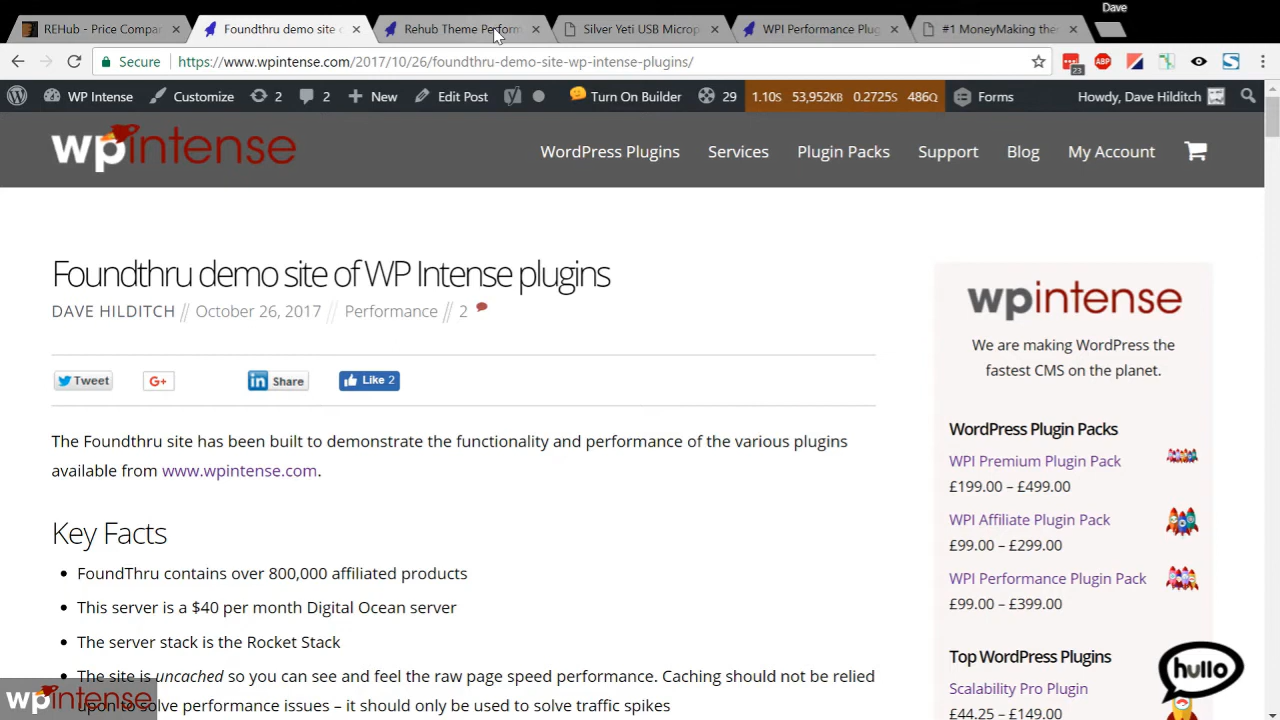 Dave
REHub - Price Compar
Foundthru demo site o
Rehub Theme Perform
Silver Yeti USB Microp
WPI Performance Plug
#1 MoneyMaking the
Secure
https://www.wpintense.com/2017/10/26/foundthru-demo-site-wp-intense-plugins/
23
ABP
WP Intense
Customize
2
2
New
Edit Post
Turn On Builder
29
1.10S 53,952KB 0.2725S 486Q
Forms
Howdy, Dave Hilditch
wpintense
WordPress Plugins
Services
Plugin Packs
Support
Blog
My Account
Foundthru demo site of WP Intense plugins
DAVE HILDITCH // October 26, 2017 // Performance // 2
Tweet
G+
in Share
Like 2
The Foundthru site has been built to demonstrate the functionality and performance of the various plugins
available from www.wpintense.com.
Key Facts
FoundThru contains over 800,000 affiliated products
This server is a $40 per month Digital Ocean server
The server stack is the Rocket Stack
The site is uncached so you can see and feel the raw page speed performance. Caching should not be relied
upon to solve performance issues – it should only be used to solve traffic spikes
wpintense
wpintense
We are making WordPress the
fastest CMS on the planet.
WordPress Plugin Packs
WPI Premium Plugin Pack
£199.00 – £499.00
WPI Affiliate Plugin Pack
£99.00 – £299.00
WPI Performance Plugin Pack
£99.00 – £399.00
Top WordPress Plugins
Scalability Pro Plugin
£44.25 – £149.00
hullo